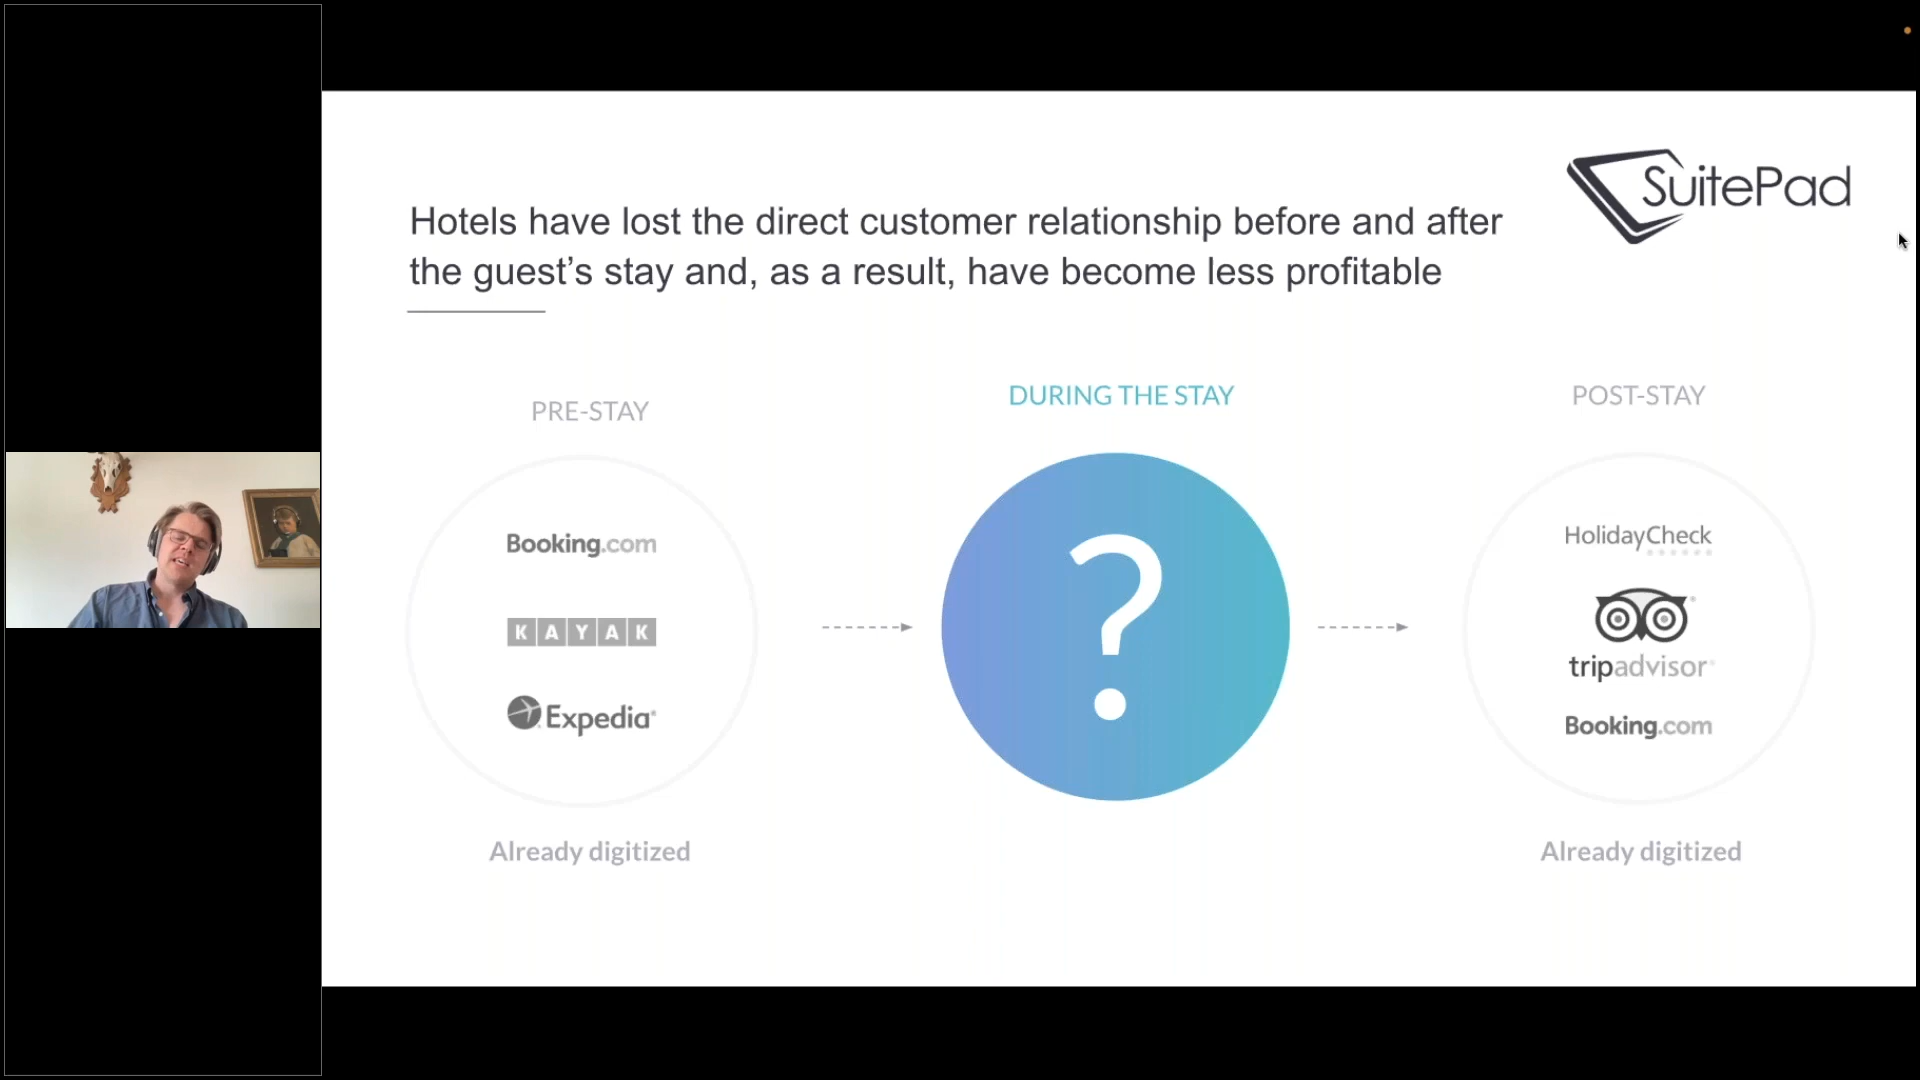 SuitePad
Hotels have lost the direct customer relationship before and after
the guest’s stay and, as a result, have become less profitable
PRE-STAY
Booking.com
KAYAK
Expedia
Already digitized
DURING THE STAY
?
POST-STAY
HolidayCheck
tripadvisor
Booking.com
Already digitized